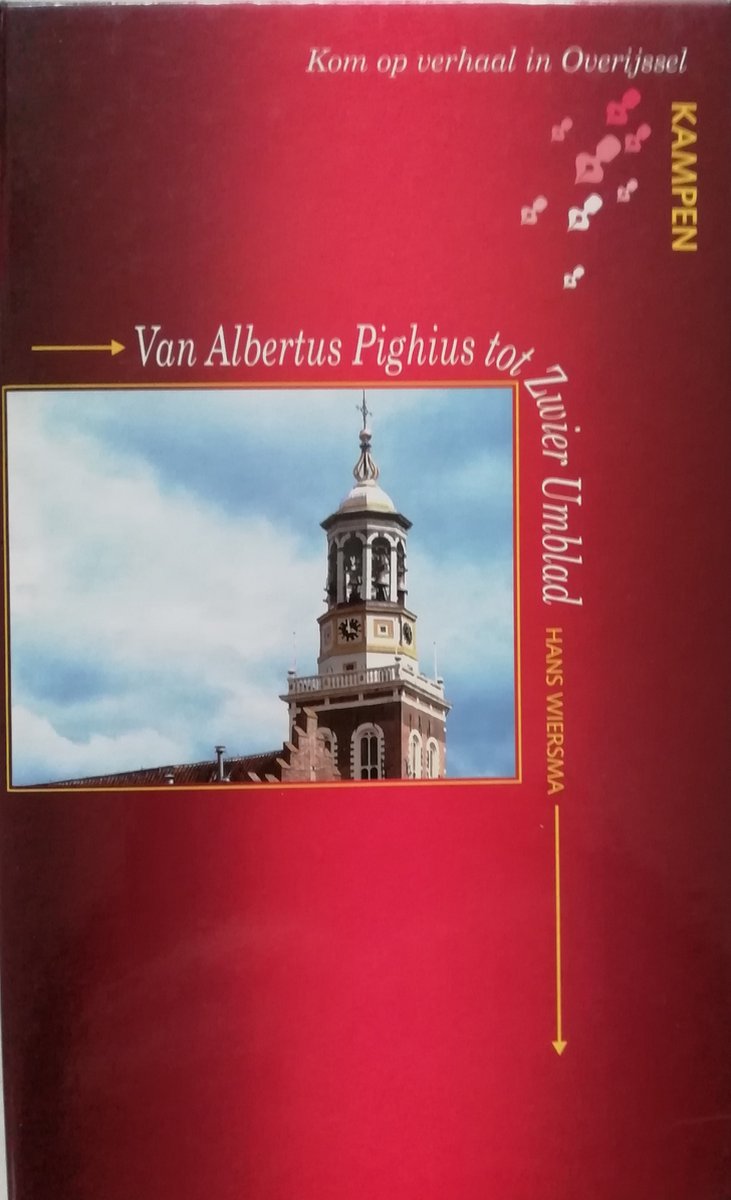 Kom op verhaal in Overijssel
KAMPEN
Van Albertus Pighius tot Zwier Umblad
HANS WIERSMA